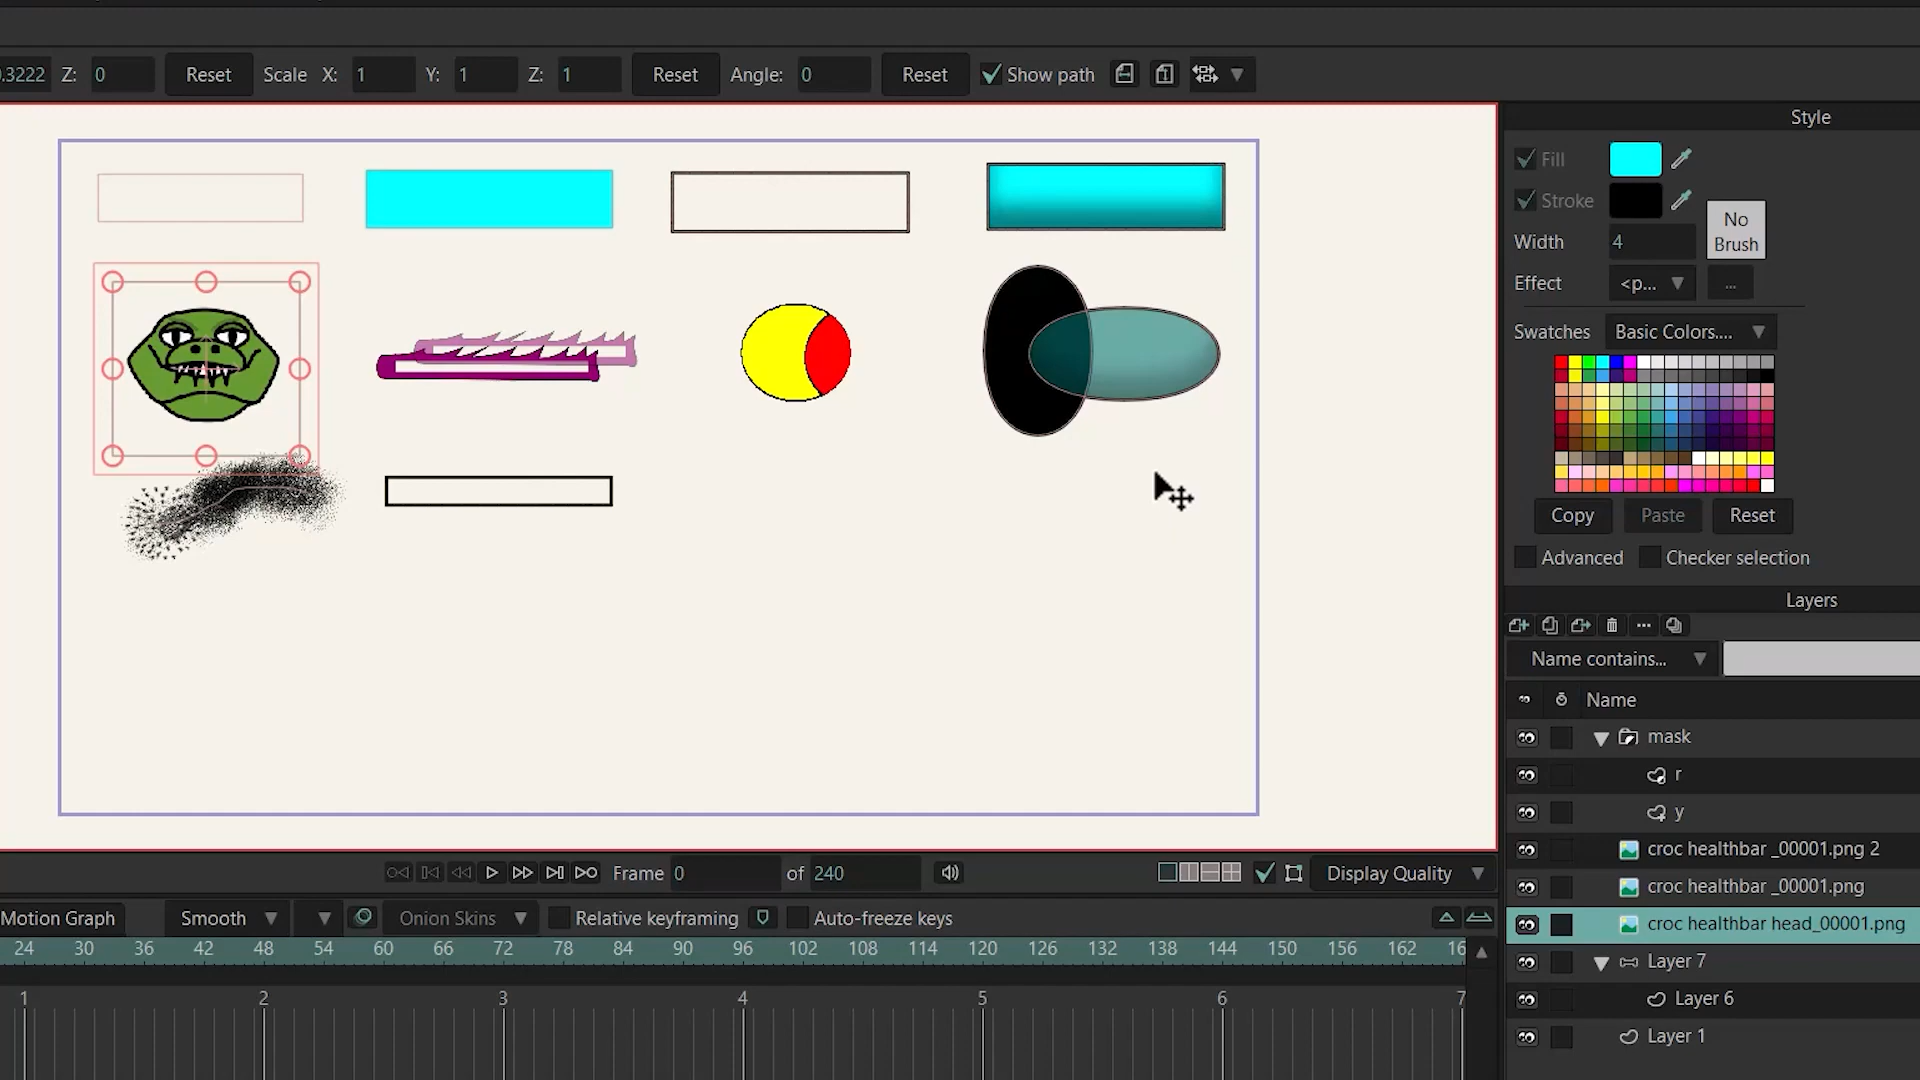 .3222 Z: 0 Reset Scale X: 1 Y: 1 Z: 1 Reset Angle: 0 Reset Show path
Style
Fill
Stroke
No
Brush
Width 4
Effect <p... ...
Swatches Basic Colors....
Copy Paste Reset
Advanced Checker selection
Layers
Name contains...
Name
mask
r
y
croc healthbar _00001.png 2
croc healthbar _00001.png
croc healthbar head_00001.png
Layer 7
Layer 6
Layer 1
Frame 0 of 240 Display Quality
Motion Graph Smooth Onion Skins Relative keyframing Auto-freeze keys
24 30 36 42 48 54 60 66 72 78 84 90 96 102 108 114 120 126 132 138 144 150 156 162 16
1 2 3 4 5 6 7